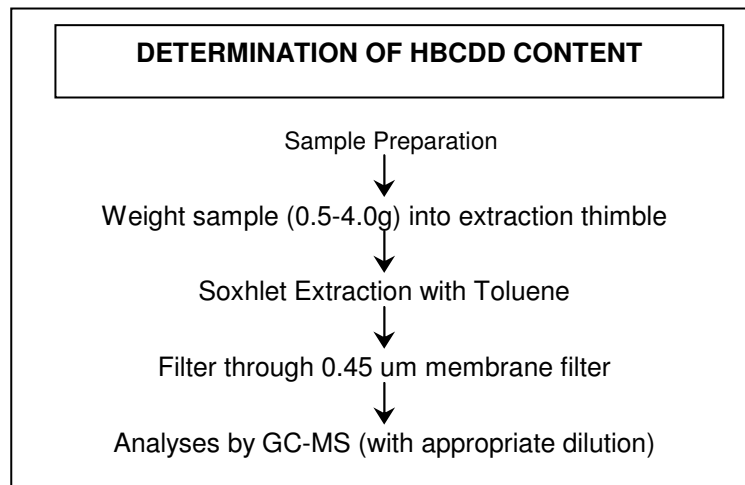 DETERMINATION OF HBCDD CONTENT
Sample Preparation
Weight sample (0.5-4.0g) into extraction thimble
Soxhlet Extraction with Toluene
Filter through 0.45 um membrane filter
Analyses by GC-MS (with appropriate dilution)